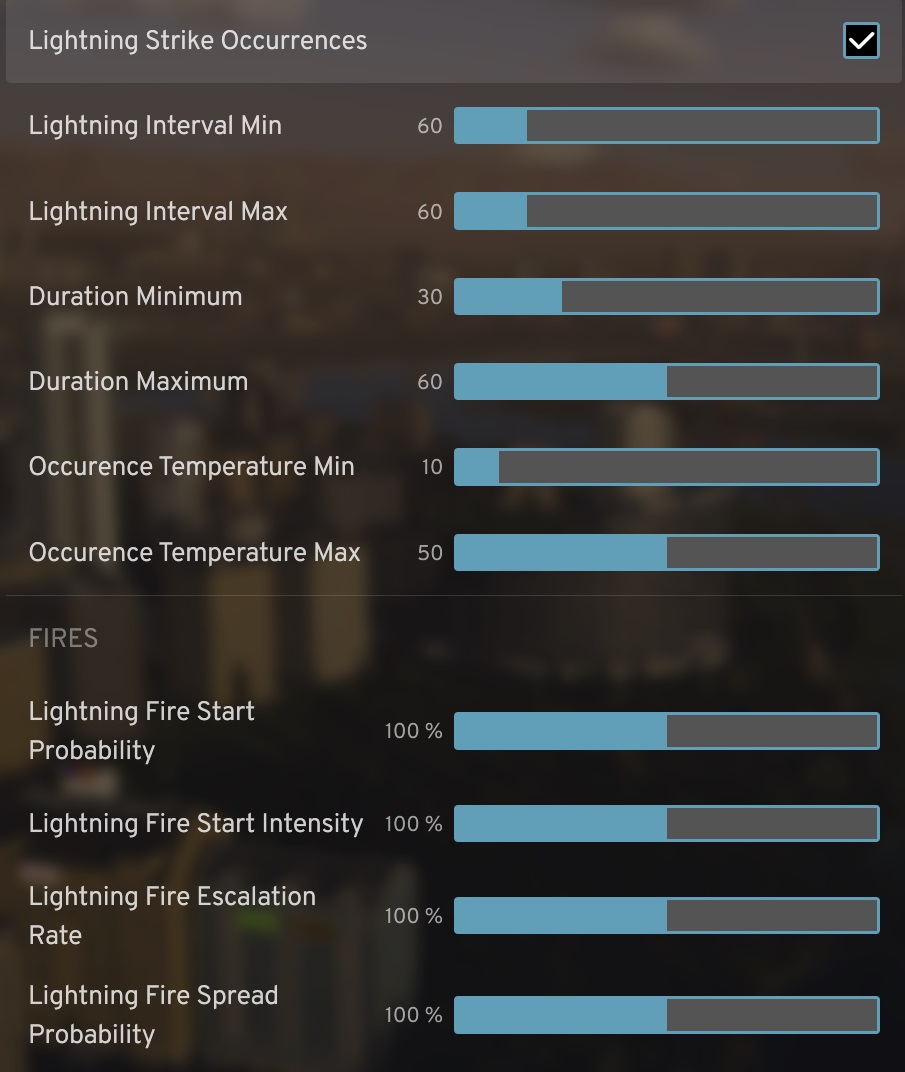 Lightning Strike Occurrences
Lightning Interval Min 60
Lightning Interval Max 60
Duration Minimum 30
Duration Maximum 60
Occurence Temperature Min 10
Occurence Temperature Max 50
FIRES
Lightning Fire Start
Probability 100 %
Lightning Fire Start Intensity 100 %
Lightning Fire Escalation
Rate 100 %
Lightning Fire Spread
Probability 100 %